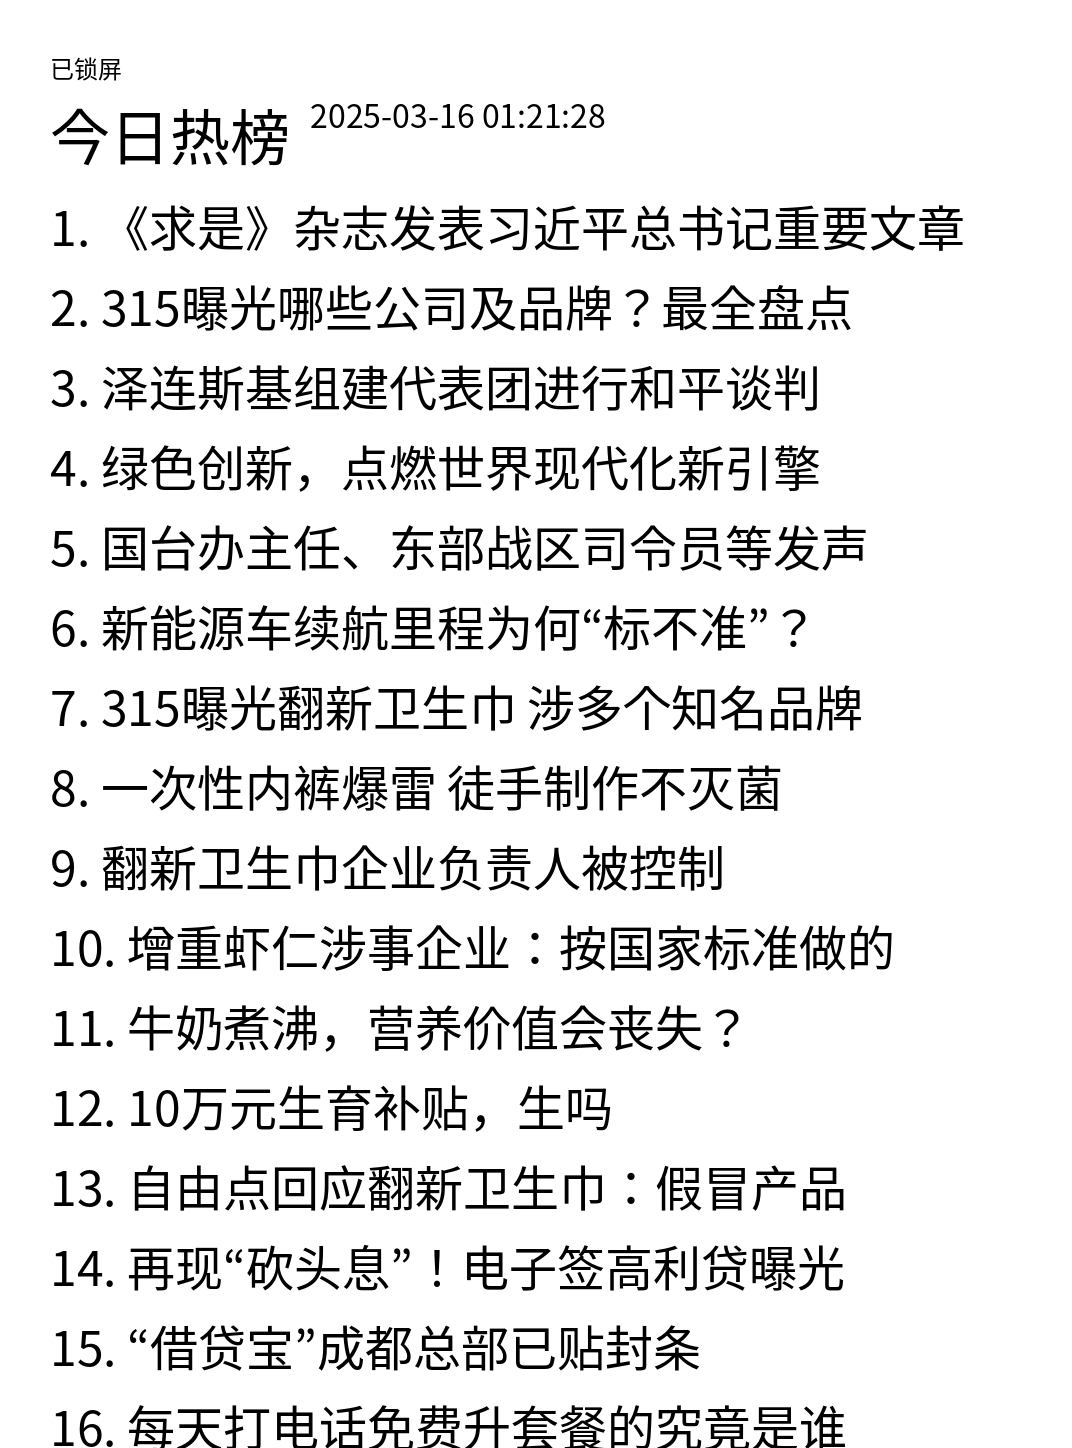 已锁屏
今日热榜 2025-03-16 01:21:28
1. 《求是》杂志发表习近平总书记重要文章
2. 315曝光哪些公司及品牌？最全盘点
3. 泽连斯基组建代表团进行和平谈判
4. 绿色创新，点燃世界现代化新引擎
5. 国台办主任、东部战区司令员等发声
6. 新能源车续航里程为何“标不准”？
7. 315曝光翻新卫生巾 涉多个知名品牌
8. 一次性内裤爆雷 徒手制作不灭菌
9. 翻新卫生巾企业负责人被控制
10. 增重虾仁涉事企业：按国家标准做的
11. 牛奶煮沸，营养价值会丧失？
12. 10万元生育补贴，生吗
13. 自由点回应翻新卫生巾：假冒产品
14. 再现“砍头息”！电子签高利贷曝光
15. “借贷宝”成都总部已贴封条
16. 每天打电话免费升套餐的究竟是谁